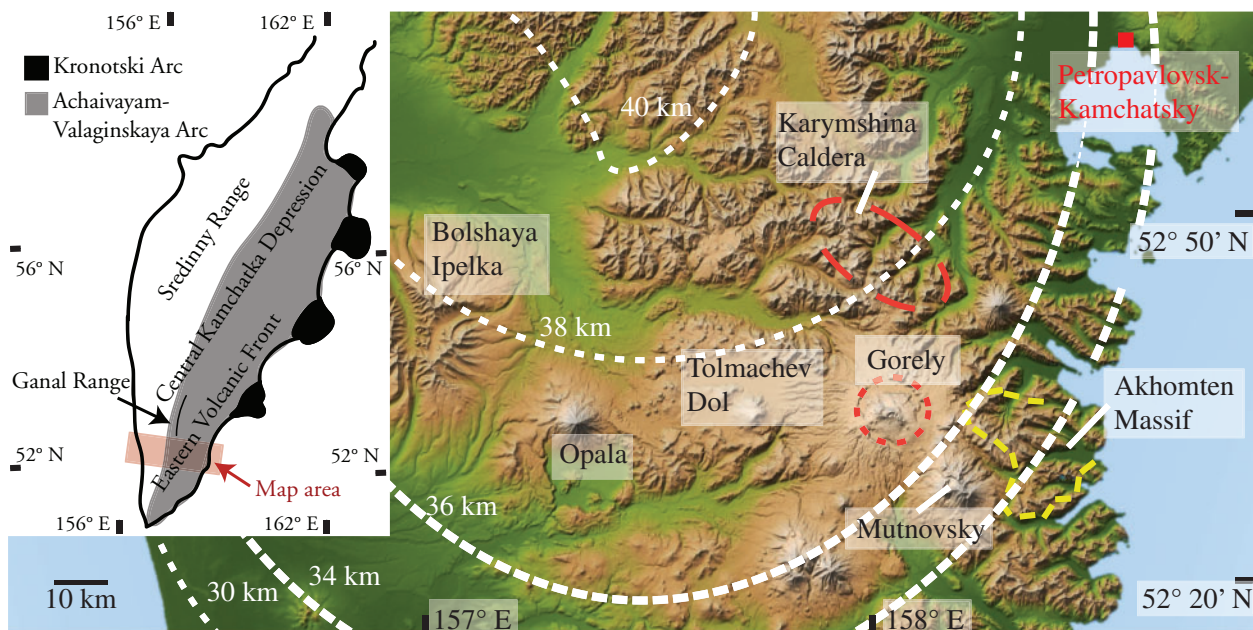 156° E
162° E
Kronotski Arc
Achaivayam-
Valaginskaya Arc
Sredinny Range
Central Kamchatka Depression
Eastern Volcanic Front
56° N
56° N
Ganal Range
52° N
52° N
Map area
156° E
162° E
40 km
Karymshina
Caldera
Petropavlovsk-
Kamchatsky
Bolshaya
Ipelka
52° 50' N
38 km
Gorely
Tolmachev
Dol
Akhomten
Massif
Opala
36 km
Mutnovsky
34 km
30 km
10 km
157° E
158° E
52° 20' N